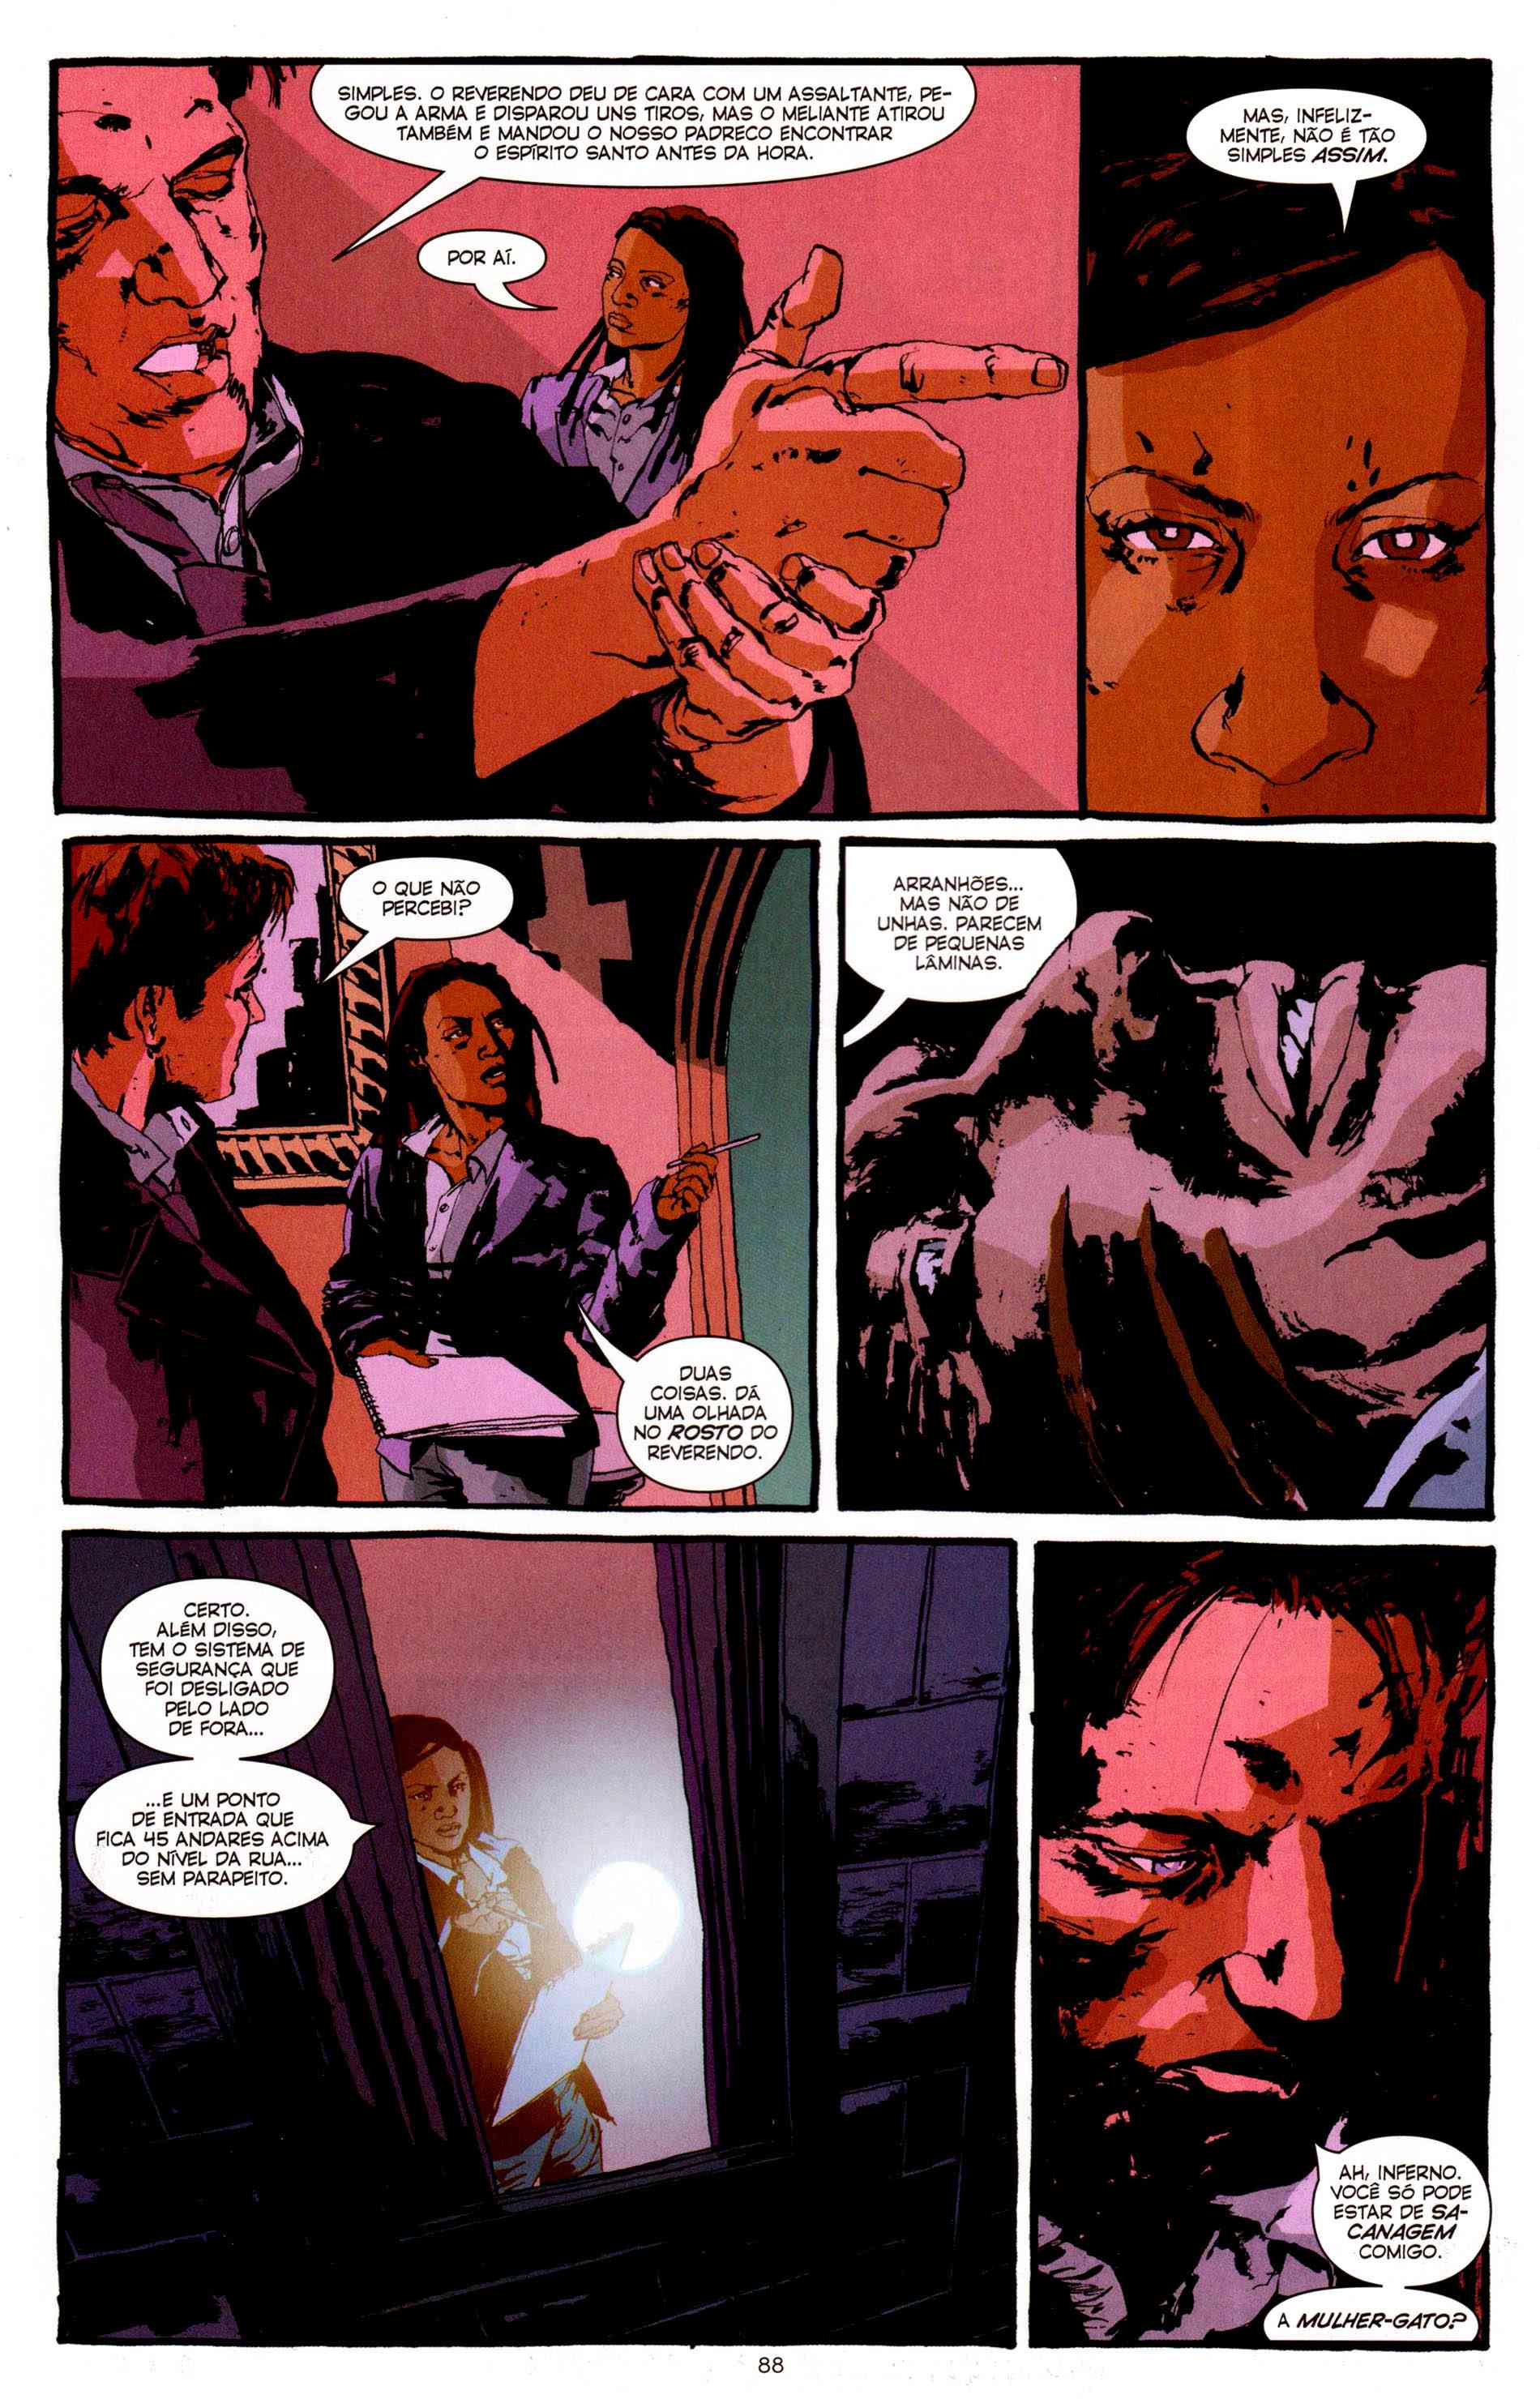 SIMPLES. O REVERENDO DEU DE CARA COM UM ASSALTANTE, PE-
GOU A ARMA E DISPAROU UNS TIROS, MAS O MELIANTE ATIROU
TAMBÉM E MANDOU O NOSSO PADRECO ENCONTRAR
O ESPÍRITO SANTO ANTES DA HORA.
POR AÍ.
MAS, INFELIZ-
MENTE, NÃO É TÃO
SIMPLES ASSIM.
O QUE NÃO
PERCEBI?
DUAS
COISAS. DÁ
UMA OLHADA
NO ROSTO DO
REVERENDO.
ARRANHÕES...
MAS NÃO DE
UNHAS. PARECEM
DE PEQUENAS
LÂMINAS.
CERTO.
ALÉM DISSO,
TEM O SISTEMA DE
SEGURANÇA QUE
FOI DESLIGADO
PELO LADO
DE FORA...
...E UM PONTO
DE ENTRADA QUE
FICA 45 ANDARES ACIMA
DO NÍVEL DA RUA...
SEM PARAPEITO.
AH, INFERNO.
VOCÊ SÓ PODE
ESTAR DE SA-
CANAGEM
COMIGO.
A MULHER-GATO?
88